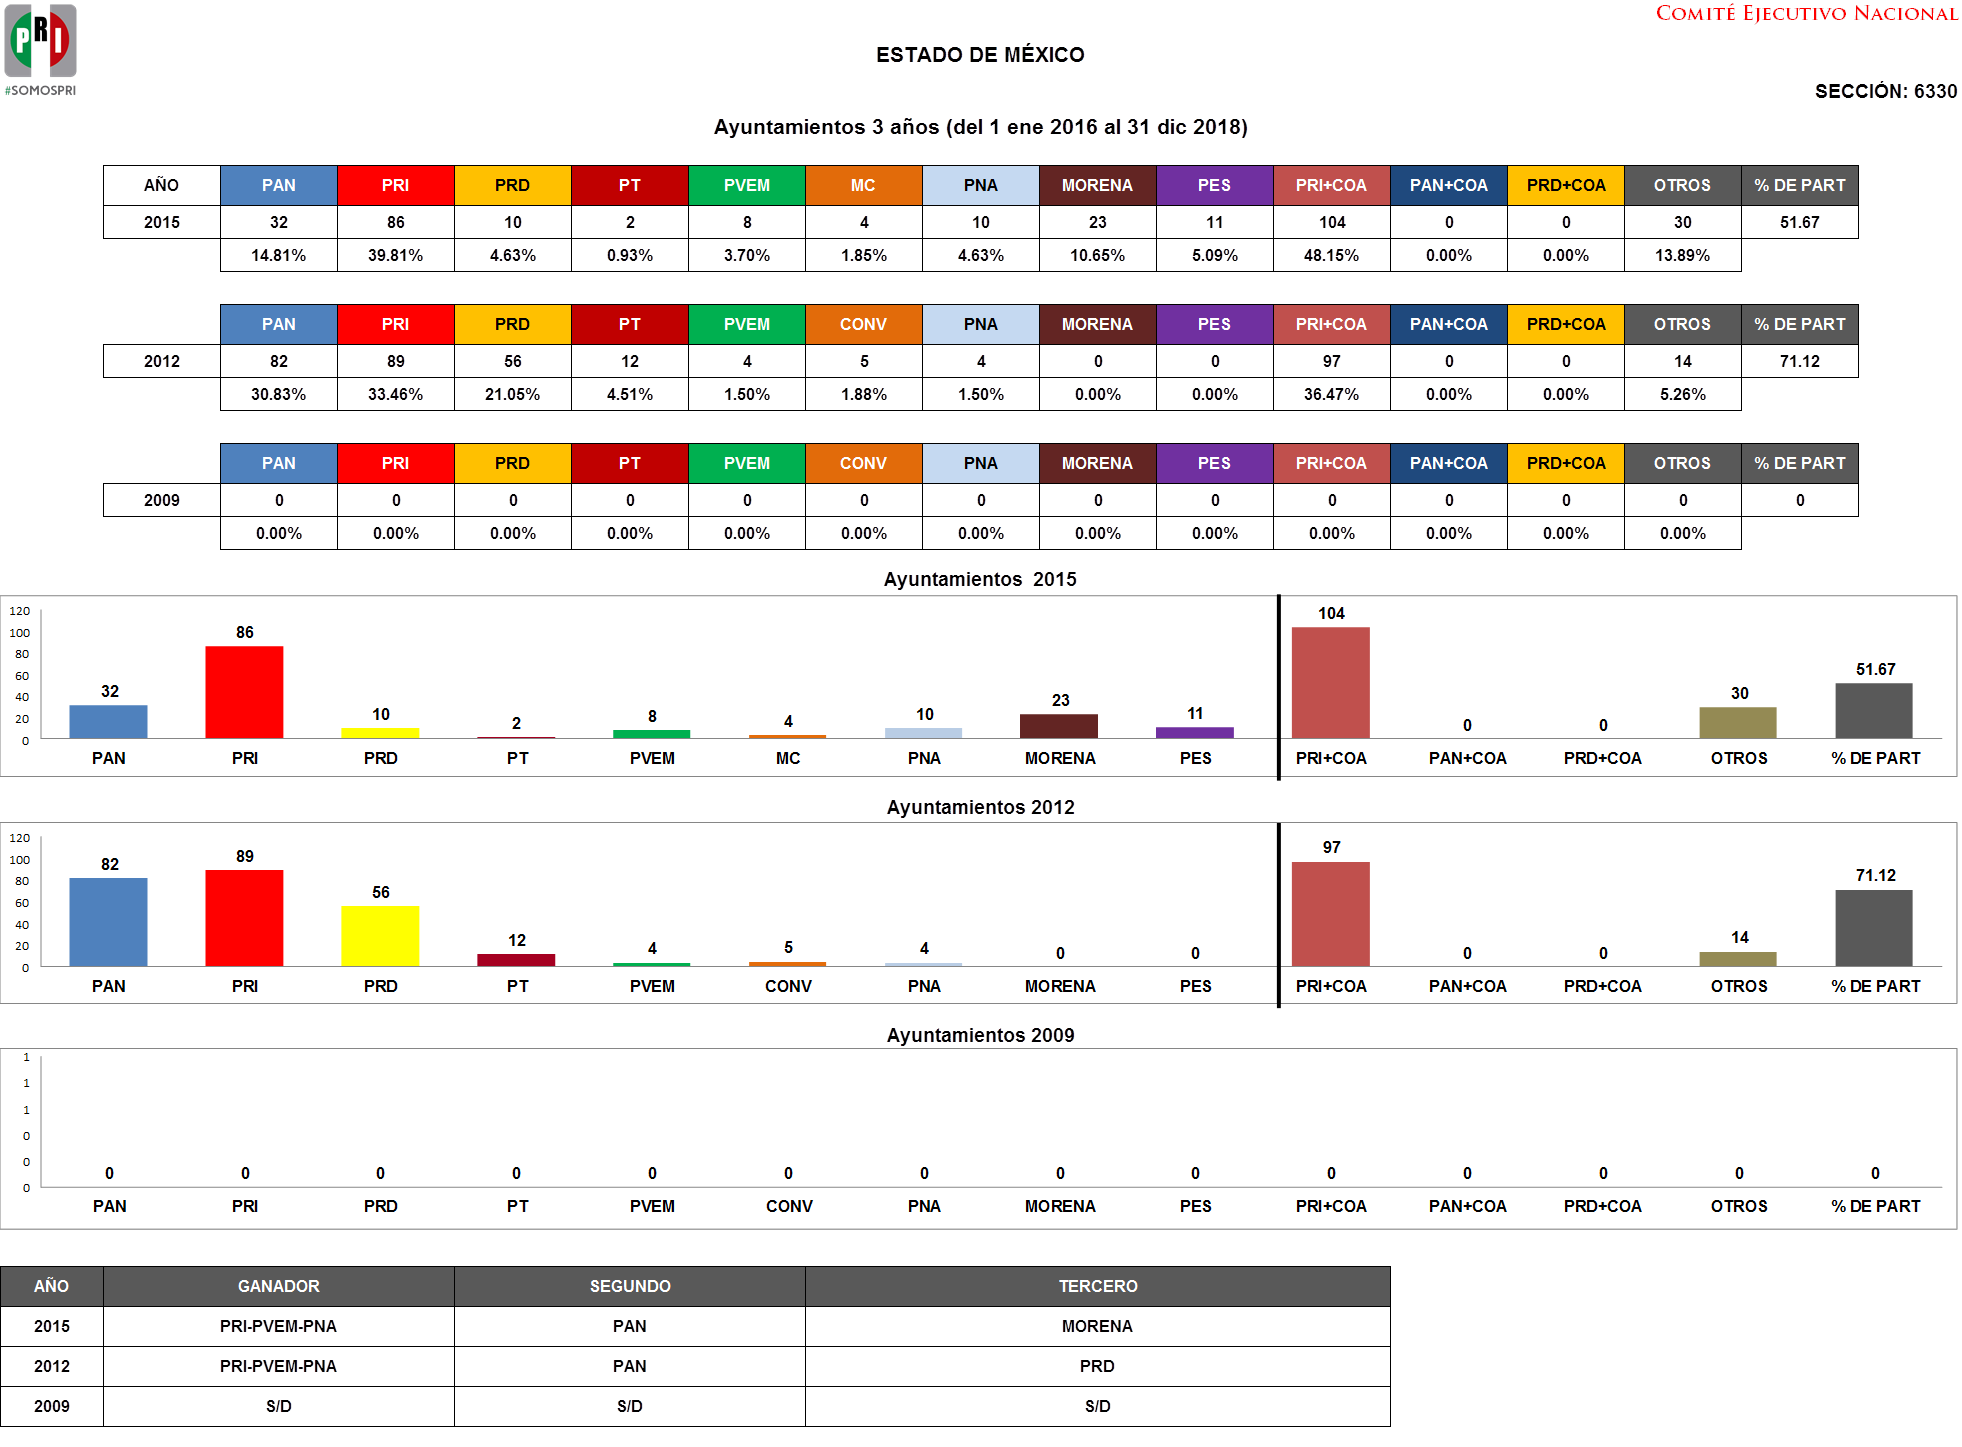 PRI
#SOMOSPRI
COMITÉ EJECUTIVO NACIONAL
ESTADO DE MÉXICO
SECCIÓN: 6330
Ayuntamientos 3 años (del 1 ene 2016 al 31 dic 2018)
AÑO PAN PRI PRD PT PVEM MC PNA MORENA PES PRI+COA PAN+COA PRD+COA OTROS % DE PART
2015 32 86 10 2 8 4 10 23 11 104 0 0 30 51.67
14.81% 39.81% 4.63% 0.93% 3.70% 1.85% 4.63% 10.65% 5.09% 48.15% 0.00% 0.00% 13.89%
PAN PRI PRD PT PVEM CONV PNA MORENA PES PRI+COA PAN+COA PRD+COA OTROS % DE PART
2012 82 89 56 12 4 5 4 0 0 97 0 0 14 71.12
30.83% 33.46% 21.05% 4.51% 1.50% 1.88% 1.50% 0.00% 0.00% 36.47% 0.00% 0.00% 5.26%
PAN PRI PRD PT PVEM CONV PNA MORENA PES PRI+COA PAN+COA PRD+COA OTROS % DE PART
2009 0 0 0 0 0 0 0 0 0 0 0 0 0 0
0.00% 0.00% 0.00% 0.00% 0.00% 0.00% 0.00% 0.00% 0.00% 0.00% 0.00% 0.00% 0.00%
Ayuntamientos 2015
120
100
80
60
40
20
0
32 86 10 2 8 4 10 23 11 104 0 0 30 51.67
PAN PRI PRD PT PVEM MC PNA MORENA PES PRI+COA PAN+COA PRD+COA OTROS % DE PART
Ayuntamientos 2012
120
100
80
60
40
20
0
82 89 56 12 4 5 4 0 0 97 0 0 14 71.12
PAN PRI PRD PT PVEM CONV PNA MORENA PES PRI+COA PAN+COA PRD+COA OTROS % DE PART
Ayuntamientos 2009
1
1
1
0
0
0
0 0 0 0 0 0 0 0 0 0 0 0 0 0
PAN PRI PRD PT PVEM CONV PNA MORENA PES PRI+COA PAN+COA PRD+COA OTROS % DE PART
AÑO GANADOR SEGUNDO TERCERO
2015 PRI-PVEM-PNA PAN MORENA
2012 PRI-PVEM-PNA PAN PRD
2009 S/D S/D S/D